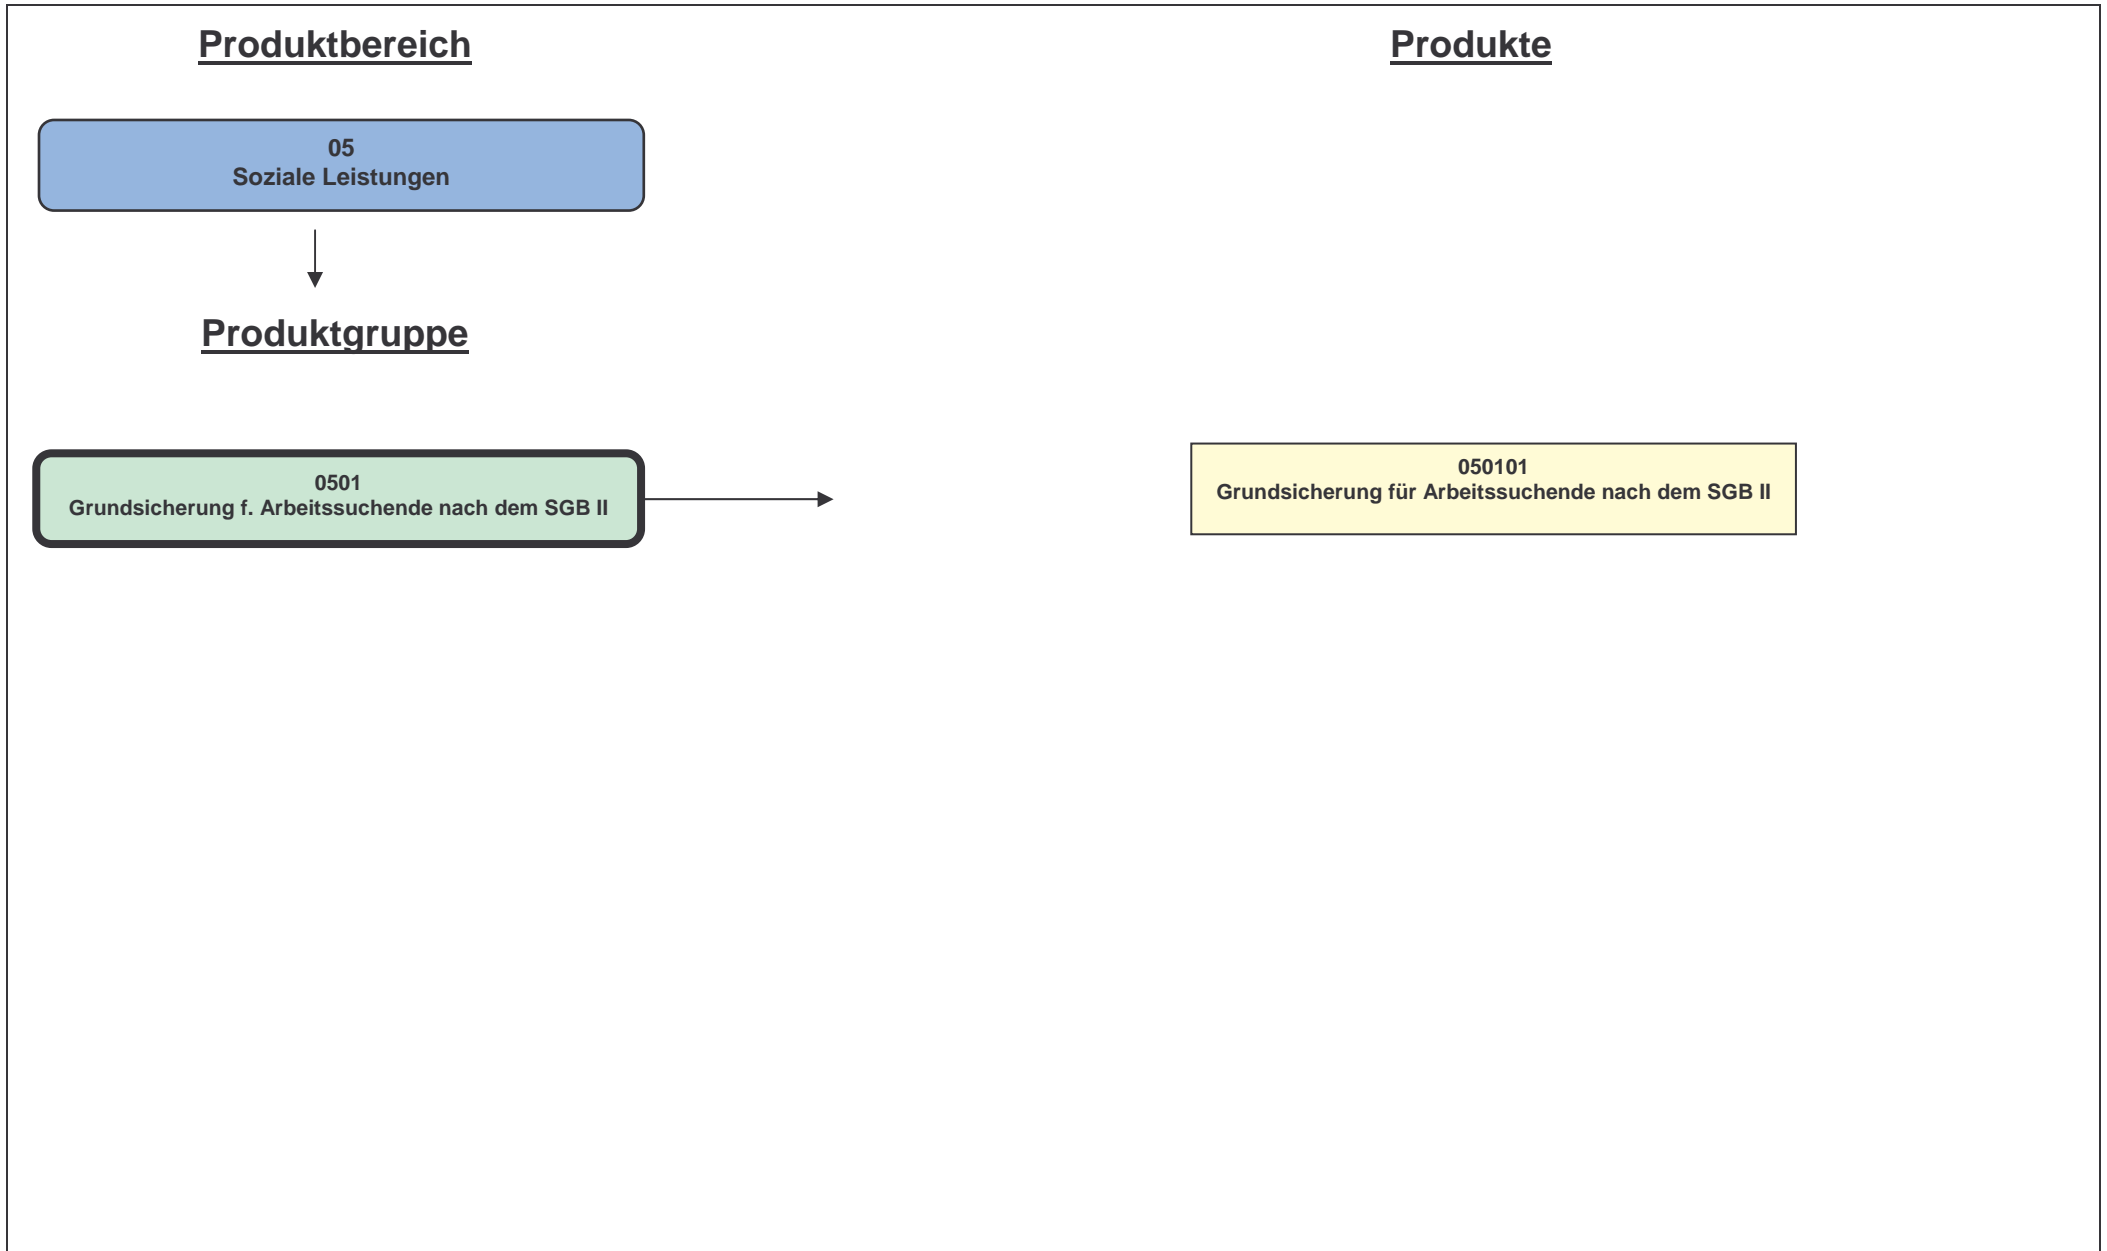 Produktbereich
Produkte
05
Soziale Leistungen
Produktgruppe
0501
Grundsicherung f. Arbeitssuchende nach dem SGB II
050101
Grundsicherung für Arbeitssuchende nach dem SGB II